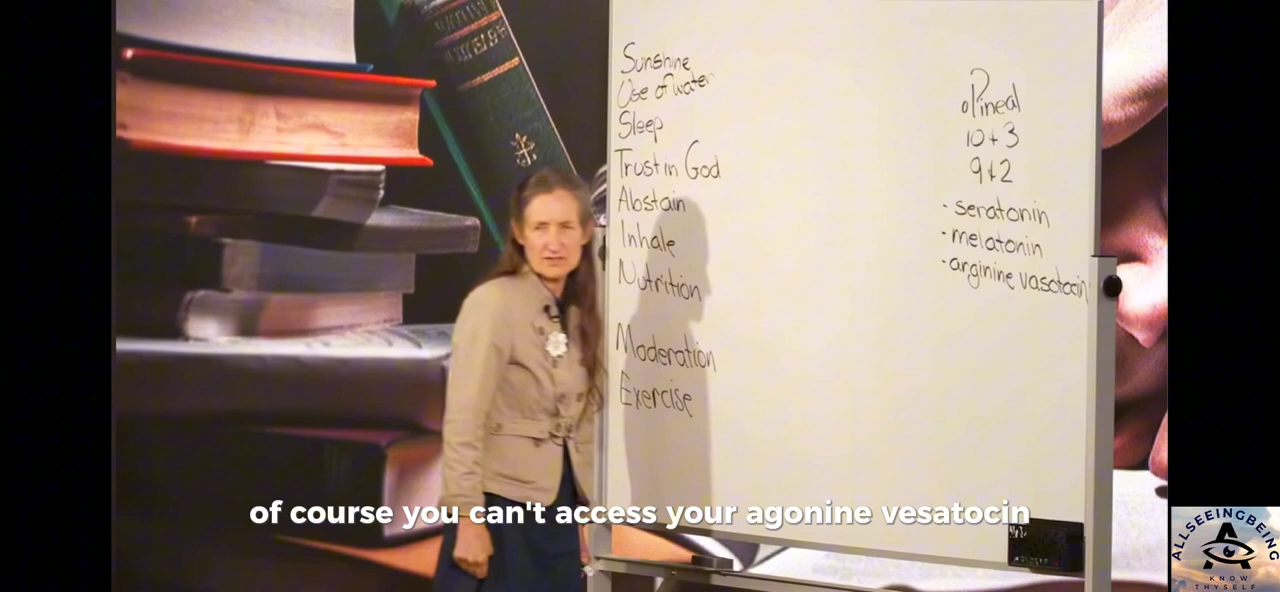 Sunshine
Use of water
Sleep
Trust in God
Abstain
Inhale
Nutrition
Moderation
Exercise
Pineal
10 + 3
9 + 2
- seratonin
- melatonin
- arginine vasotocin
of course you can't access your agonine vesatocin
ALLSEEINGBEING
KNOW
THYSELF